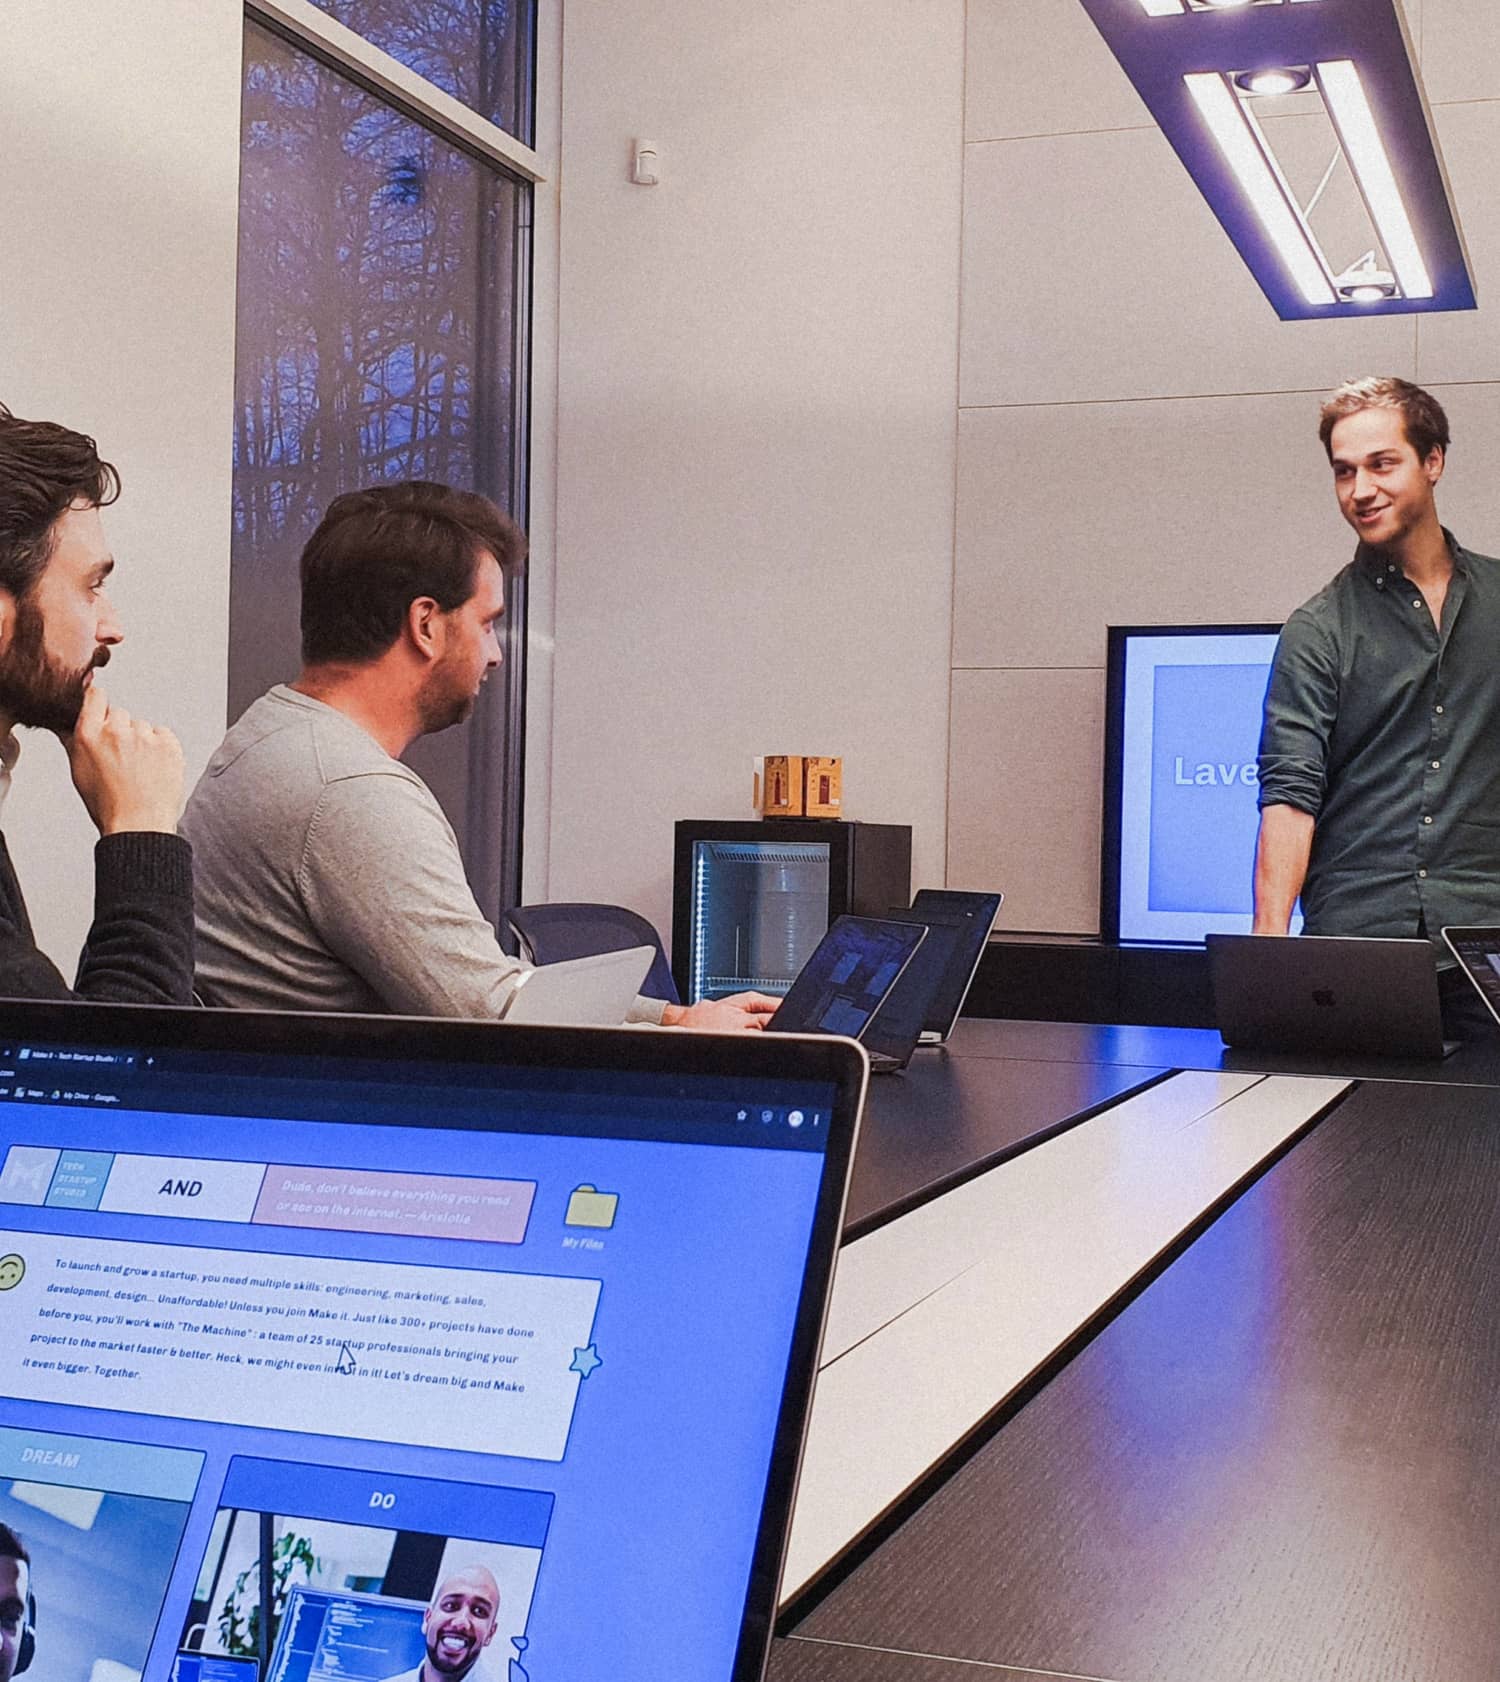 Lave
Make it - Tech Startup Studio |
Maps
My Drive - Google...
TECH
STARTUP
STUDIO
AND
Dude, don't believe everything you read
or see on the internet. — Aristotle
My Files
To launch and grow a startup, you need multiple skills: engineering, marketing, sales,
development, design... Unaffordable! Unless you join Make it. Just like 300+ projects have done
before you, you'll work with "The Machine" : a team of 25 startup professionals bringing your
project to the market faster & better. Heck, we might even invest in it! Let's dream big and Make
it even bigger. Together.
DREAM
DO